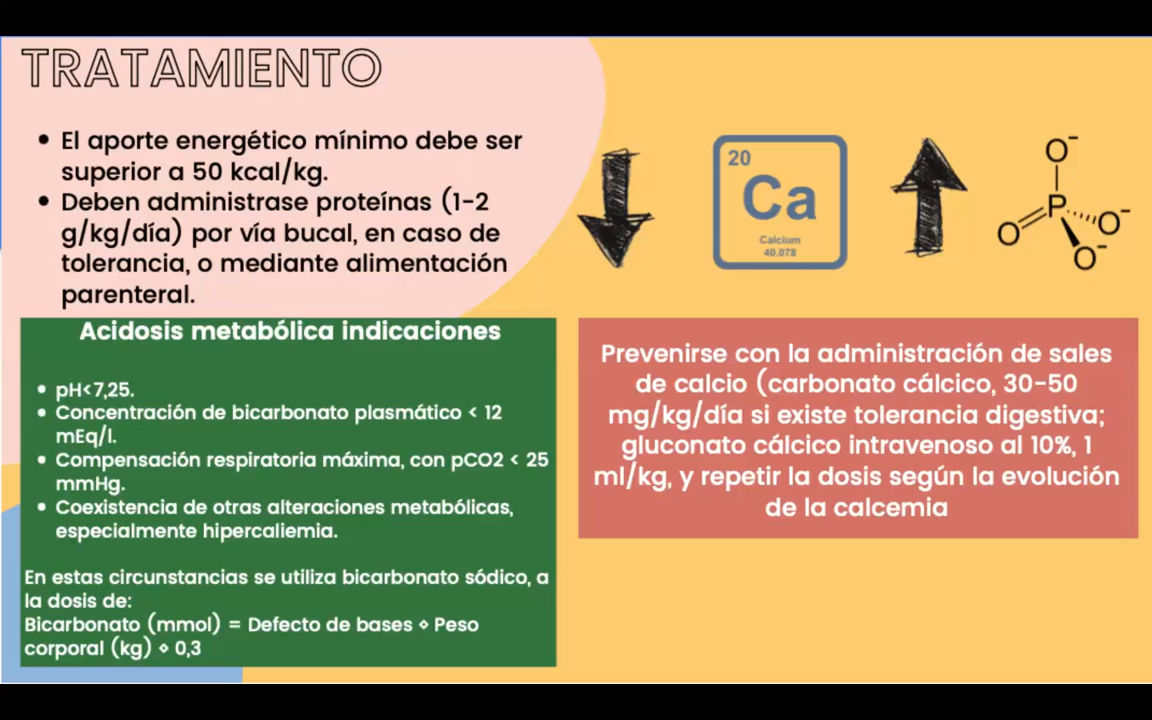 TRATAMIENTO
• El aporte energético mínimo debe ser
superior a 50 kcal/kg.
• Deben administrase proteínas (1-2
g/kg/día) por vía bucal, en caso de
tolerancia, o mediante alimentación
parenteral.
20
Ca
Calcium
40.078
O⁻
P
O
O⁻
O⁻
Acidosis metabólica indicaciones
• pH<7,25.
• Concentración de bicarbonato plasmático < 12
mEq/l.
• Compensación respiratoria máxima, con pCO2 < 25
mmHg.
• Coexistencia de otras alteraciones metabólicas,
especialmente hipercaliemia.
En estas circunstancias se utiliza bicarbonato sódico, a
la dosis de:
Bicarbonato (mmol) = Defecto de bases ⋄ Peso
corporal (kg) ⋄ 0,3
Prevenirse con la administración de sales
de calcio (carbonato cálcico, 30-50
mg/kg/día si existe tolerancia digestiva;
gluconato cálcico intravenoso al 10%, 1
ml/kg, y repetir la dosis según la evolución
de la calcemia